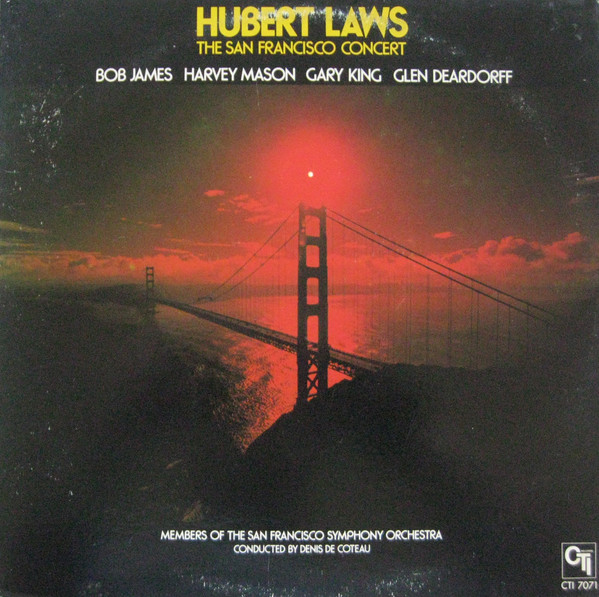 HUBERT LAWS
THE SAN FRANCISCO CONCERT
BOB JAMES HARVEY MASON GARY KING GLEN DEARDORFF
MEMBERS OF THE SAN FRANCISCO SYMPHONY ORCHESTRA
CONDUCTED BY DENIS DE COTEAU
CTI
CTI 7071